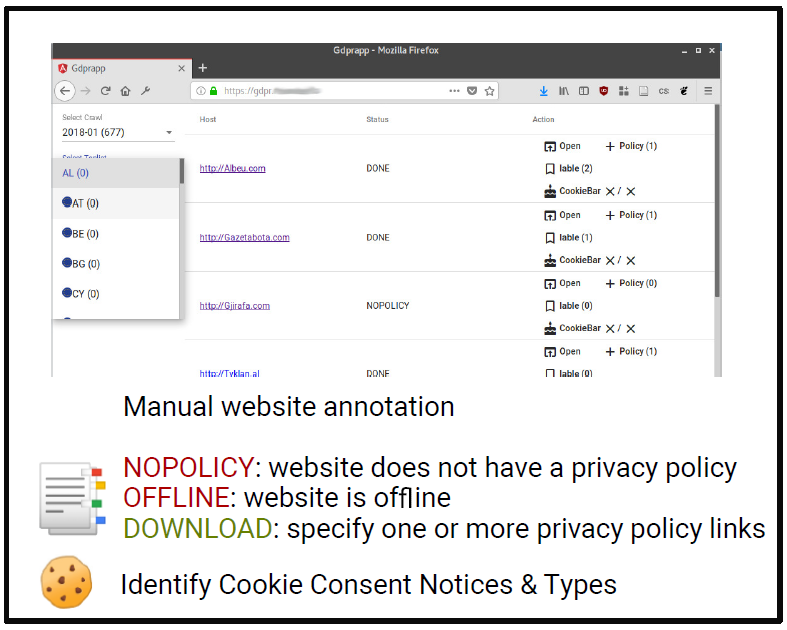 Gdprapp - Mozilla Firefox
Gdprapp
https://gdpr.
Select Crawl
2018-01 (677)
AL (0)
AT (0)
BE (0)
BG (0)
CY (0)
Host Status Action
http://Albeu.com DONE Open Policy (1)
lable (2)
CookieBar X / X
http://Gazetabota.com DONE Open Policy (1)
lable (1)
CookieBar X / X
http://Gjirafa.com NOPOLICY Open Policy (0)
lable (0)
CookieBar X / X
http://Tyklan.al DONE Open Policy (1)
lable (0)
Manual website annotation
NOPOLICY: website does not have a privacy policy
OFFLINE: website is offline
DOWNLOAD: specify one or more privacy policy links
Identify Cookie Consent Notices & Types